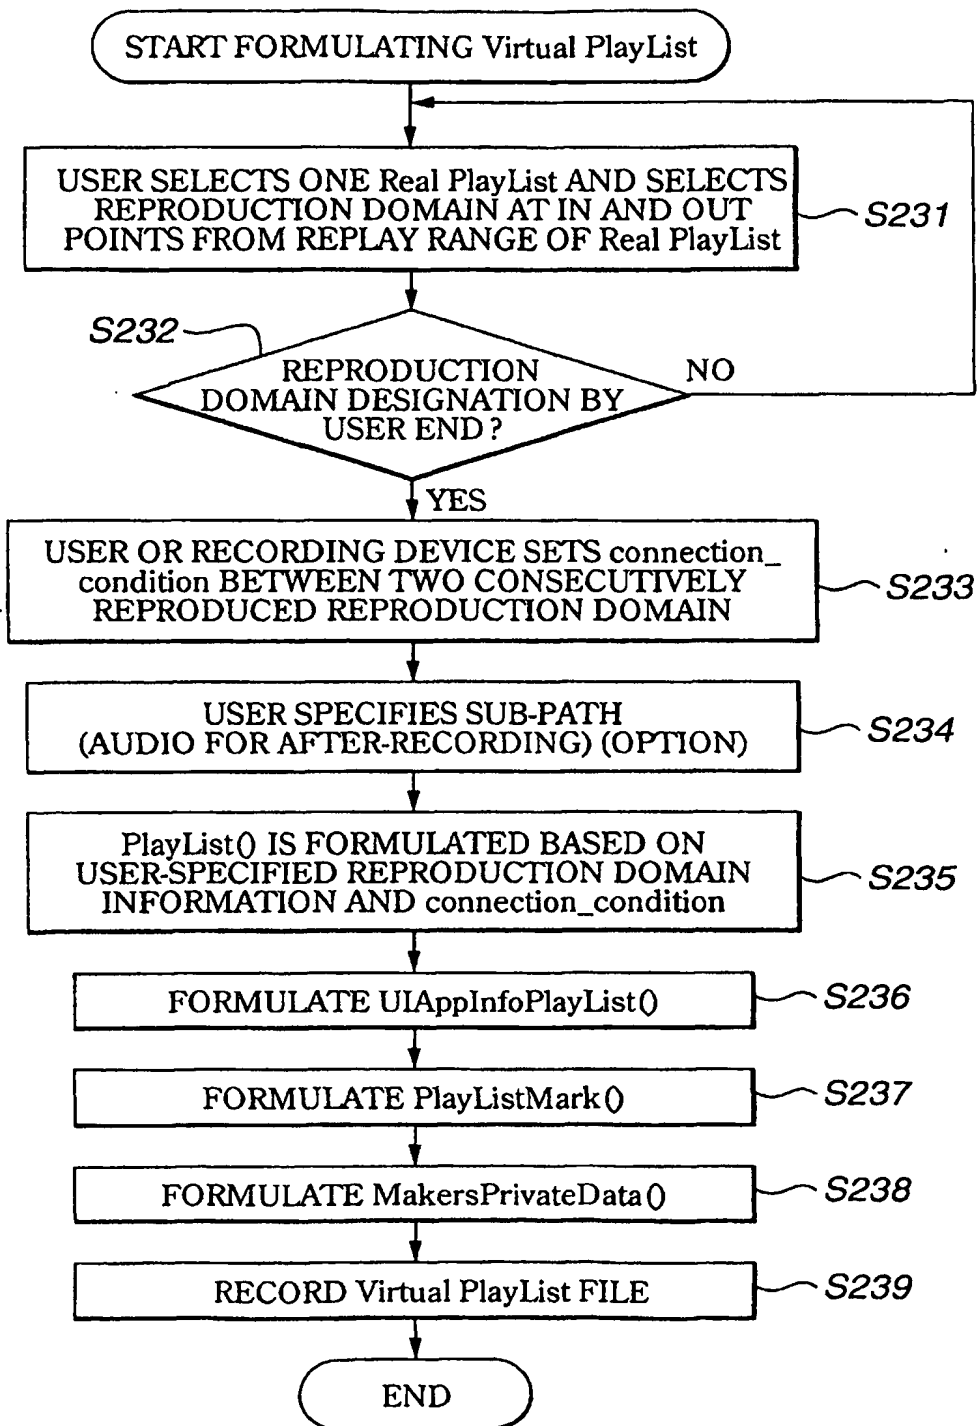 START FORMULATING Virtual PlayList
USER SELECTS ONE Real PlayList AND SELECTS
REPRODUCTION DOMAIN AT IN AND OUT
POINTS FROM REPLAY RANGE OF Real PlayList
S231
S232
REPRODUCTION
DOMAIN DESIGNATION BY
USER END?
NO
YES
USER OR RECORDING DEVICE SETS connection_
condition BETWEEN TWO CONSECUTIVELY
REPRODUCED REPRODUCTION DOMAIN
S233
USER SPECIFIES SUB-PATH
(AUDIO FOR AFTER-RECORDING) (OPTION)
S234
PlayList() IS FORMULATED BASED ON
USER-SPECIFIED REPRODUCTION DOMAIN
INFORMATION AND connection_condition
S235
FORMULATE UIAppInfoPlayList()
S236
FORMULATE PlayListMark()
S237
FORMULATE MakersPrivateData()
S238
RECORD Virtual PlayList FILE
S239
END